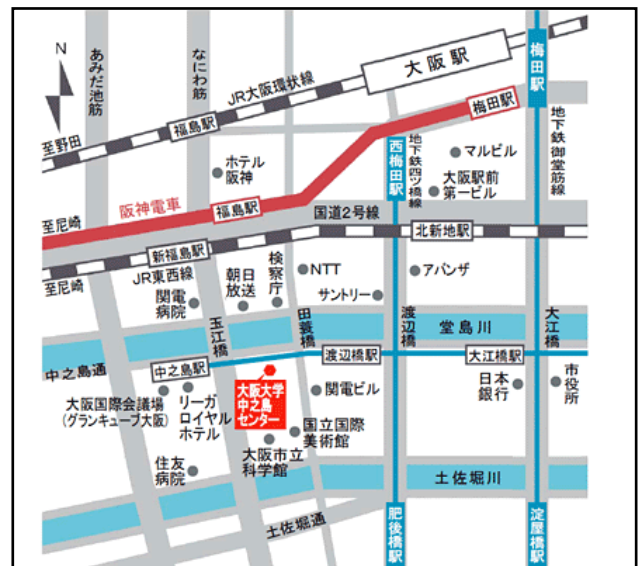 N
あみだ池筋
なにわ筋
JR大阪環状線
大阪駅
梅田駅
梅田駅
福島駅
至野田
ホテル
阪神
西梅田駅
地下鉄四ツ橋線
マルビル
大阪駅前
第一ビル
地下鉄御堂筋線
阪神電車
福島駅
国道2号線
至尼崎
新福島駅
北新地駅
JR東西線
至尼崎
関電
病院
朝日
放送
検察庁
NTT
アバンザ
サントリー
玉江橋
田蓑橋
渡辺橋
堂島川
大江橋
中之島通
中之島駅
渡辺橋駅
大江橋駅
大阪国際会議場
(グランキューブ大阪)
リーガ
ロイヤル
ホテル
大阪大学
中之島
センター
関電ビル
日本
銀行
市役所
国立国際
美術館
大阪市立
科学館
住友
病院
土佐堀川
土佐堀通
肥後橋駅
淀屋橋駅